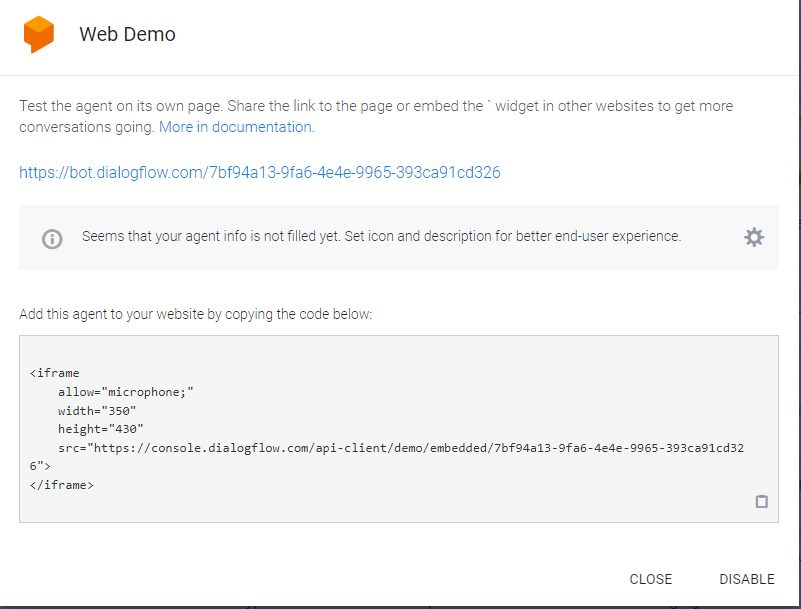 Web Demo
Test the agent on its own page. Share the link to the page or embed the ` widget in other websites to get more
conversations going. More in documentation.
https://bot.dialogflow.com/7bf94a13-9fa6-4e4e-9965-393ca91cd326
Seems that your agent info is not filled yet. Set icon and description for better end-user experience.
Add this agent to your website by copying the code below:
<iframe
    allow="microphone;"
    width="350"
    height="430"
    src="https://console.dialogflow.com/api-client/demo/embedded/7bf94a13-9fa6-4e4e-9965-393ca91cd32
6">
</iframe>
CLOSE DISABLE